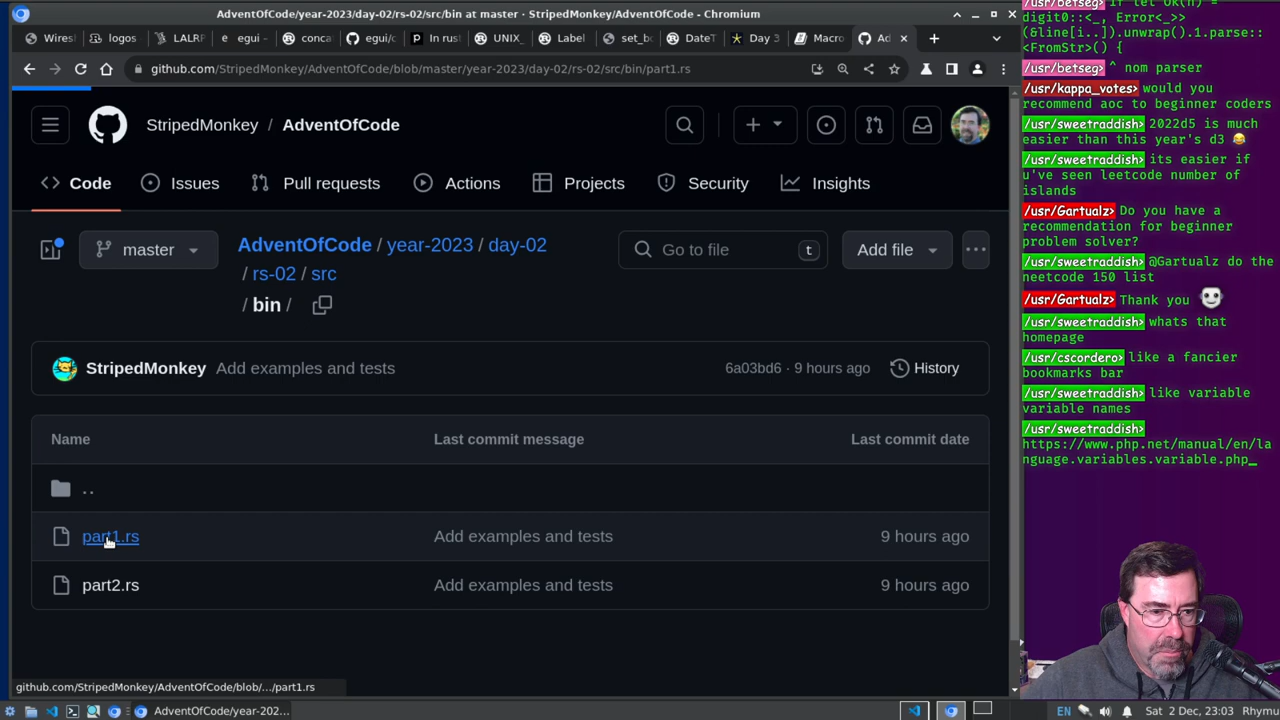 AdventOfCode/year-2023/day-02/rs-02/src/bin at master · StripedMonkey/AdventOfCode - Chromium
Wires
logos
LALRP
egui -
conc
egui/
In rus
UNIX
Label
set_b
DateT
Day 3
Macro
Ad
github.com/StripedMonkey/AdventOfCode/blob/master/year-2023/day-02/rs-02/src/bin/part1.rs
StripedMonkey / AdventOfCode
Code
Issues
Pull requests
Actions
Projects
Security
Insights
master
AdventOfCode / year-2023 / day-02
/ rs-02 / src
/ bin /
Go to file
t
Add file
StripedMonkey Add examples and tests
6a03bd6 · 9 hours ago
History
Name
Last commit message
Last commit date
..
part1.rs
Add examples and tests
9 hours ago
part2.rs
Add examples and tests
9 hours ago
github.com/StripedMonkey/AdventOfCode/blob/.../part1.rs
AdventOfCode/year-202...
EN
Sat 2 Dec, 23:03
Rhymu
/usr/betseg> if let Ok(n) =
digit0::<_, Error<_>>
(&line[i..]).unwrap().1.parse::
<FromStr>() {
/usr/betseg> ^ nom parser
/usr/kappa_votes> would you
recommend aoc to beginner coders
/usr/sweetraddish> 2022d5 is much
easier than this year's d3 😂
/usr/sweetraddish> its easier if
u've seen leetcode number of
islands
/usr/Gartualz> Do you have a
recommendation for beginner
problem solver?
/usr/sweetraddish> @Gartualz do the
neetcode 150 list
/usr/Gartualz> Thank you
/usr/sweetraddish> whats that
homepage
/usr/cscordero> like a fancier
bookmarks bar
/usr/sweetraddish> like variable
variable names
/usr/sweetraddish>
https://www.php.net/manual/en/la
nguage.variables.variable.php_